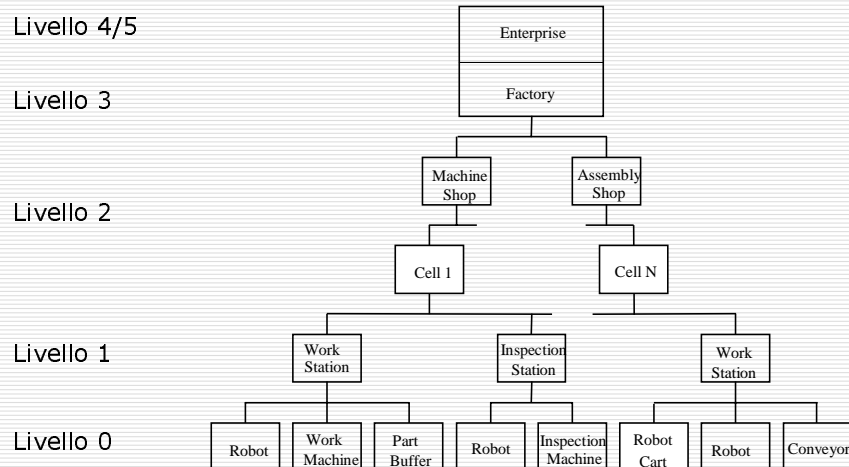 Livello 4/5
Enterprise
Livello 3
Factory
Machine
Shop
Assembly
Shop
Livello 2
Cell 1
Cell N
Livello 1
Work
Station
Inspection
Station
Work
Station
Livello 0
Robot
Work
Machine
Part
Buffer
Robot
Inspection
Machine
Robot
Cart
Robot
Conveyor